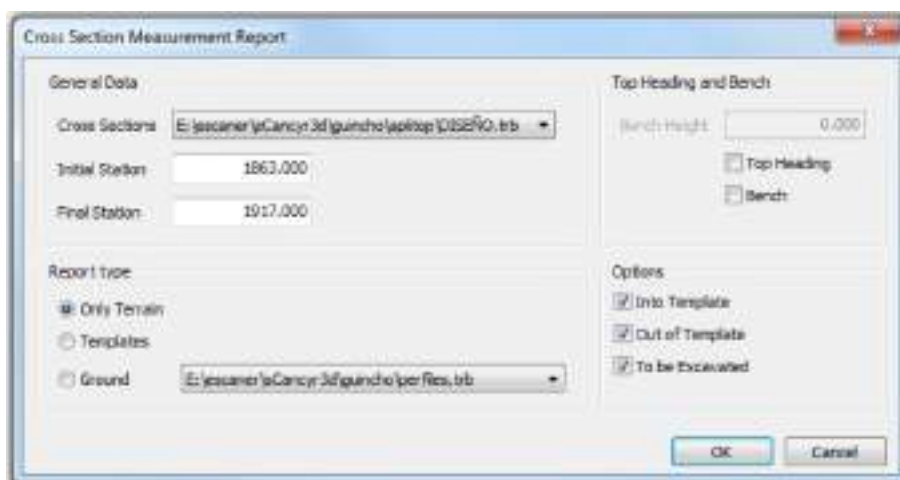 Cross Section Measurement Report
General Data
Cross Sections E:\escaner\sCancyr3d\guincho\aplitop\DISEÑO.trb
Initial Station 1863.000
Final Station 1917.000
Top Heading and Bench
Bench Height 0.000
Top Heading
Bench
Report type
Only Terrain
Templates
Ground E:\escaner\sCancyr3d\guincho\perfiles.trb
Options
Into Template
Out of Template
To be Excavated
OK
Cancel